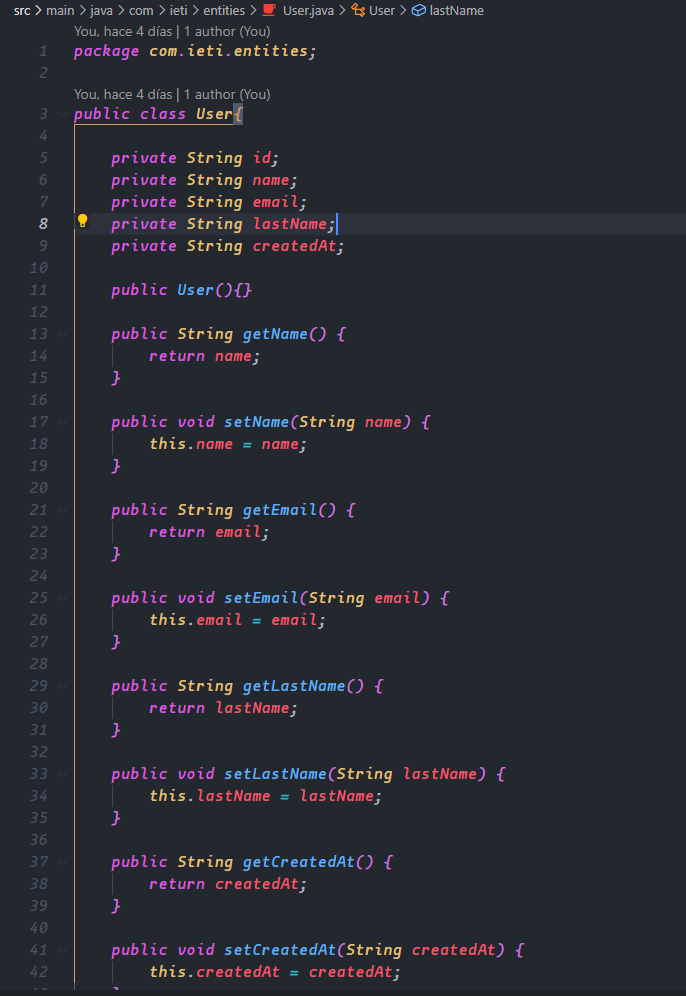 src > main > java > com > ieti > entities > User.java > User > lastName
You, hace 4 días | 1 author (You)
1 package com.ieti.entities;
2
You, hace 4 días | 1 author (You)
3 public class User{
4
5 private String id;
6 private String name;
7 private String email;
8 private String lastName;
9 private String createdAt;
10
11 public User(){}
12
13 public String getName() {
14 return name;
15 }
16
17 public void setName(String name) {
18 this.name = name;
19 }
20
21 public String getEmail() {
22 return email;
23 }
24
25 public void setEmail(String email) {
26 this.email = email;
27 }
28
29 public String getLastName() {
30 return lastName;
31 }
32
33 public void setLastName(String lastName) {
34 this.lastName = lastName;
35 }
36
37 public String getCreatedAt() {
38 return createdAt;
39 }
40
41 public void setCreatedAt(String createdAt) {
42 this.createdAt = createdAt;